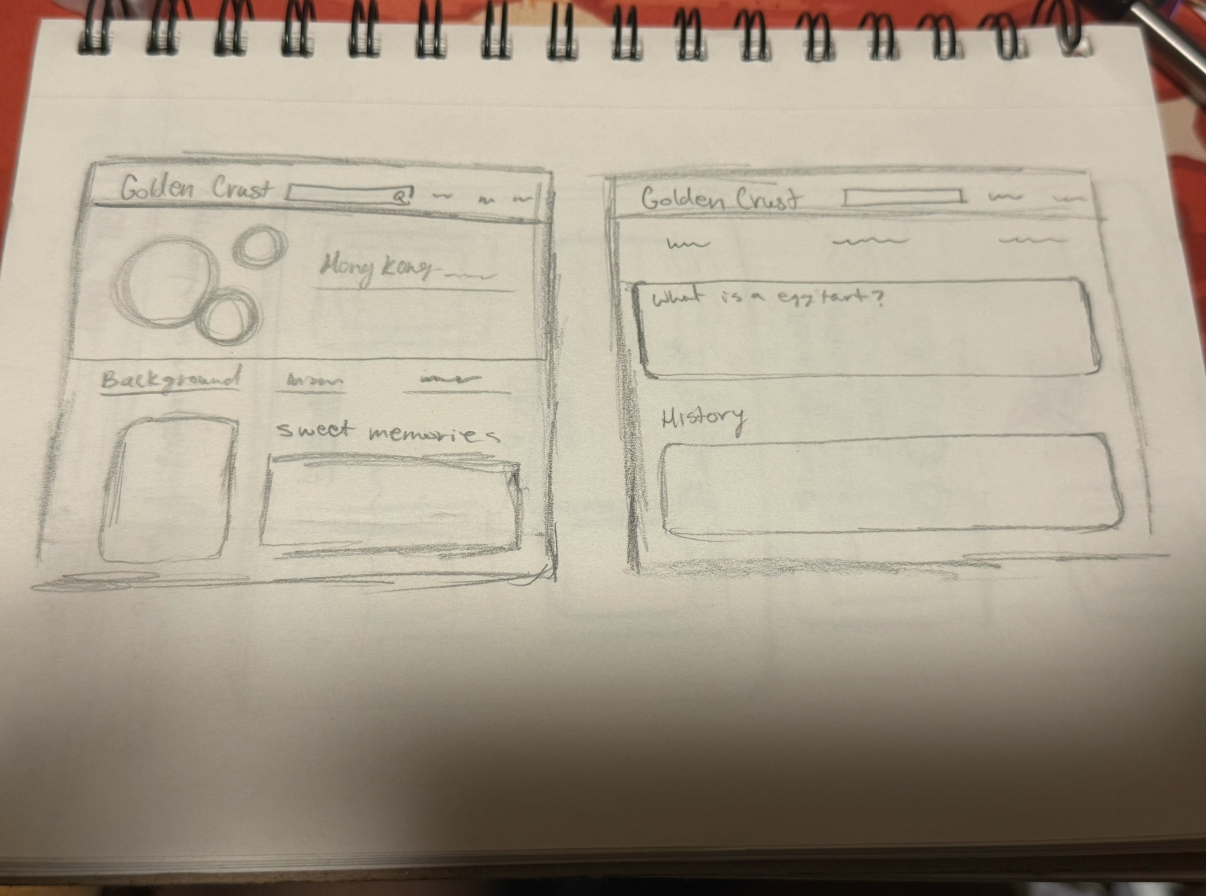 Golden Crust
Hong Kong
Background
sweet memories
Golden Crust
What is a egg tart?
History